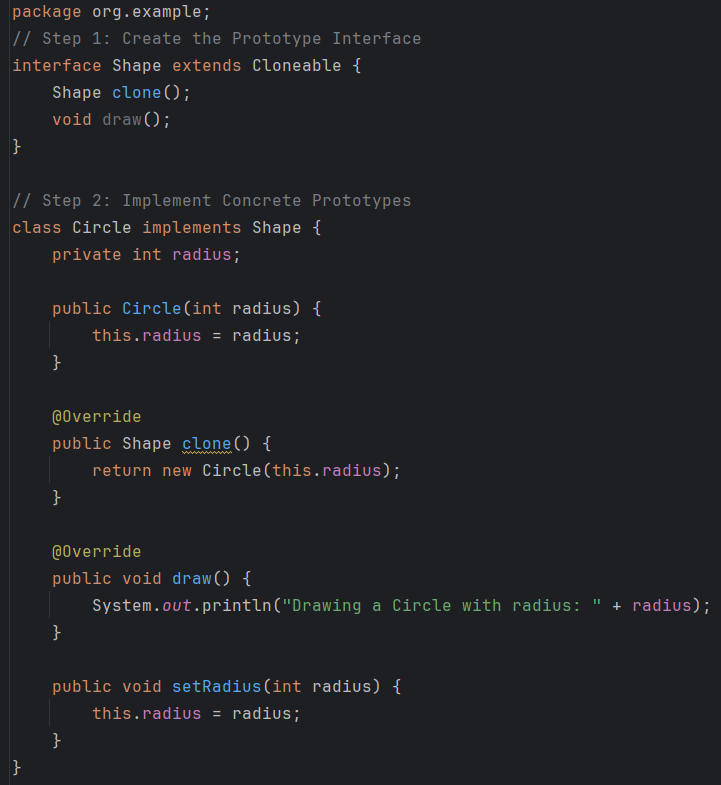 package org.example;
// Step 1: Create the Prototype Interface
interface Shape extends Cloneable {
    Shape clone();
    void draw();
}

// Step 2: Implement Concrete Prototypes
class Circle implements Shape {
    private int radius;

    public Circle(int radius) {
        this.radius = radius;
    }

    @Override
    public Shape clone() {
        return new Circle(this.radius);
    }

    @Override
    public void draw() {
        System.out.println("Drawing a Circle with radius: " + radius);
    }

    public void setRadius(int radius) {
        this.radius = radius;
    }
}